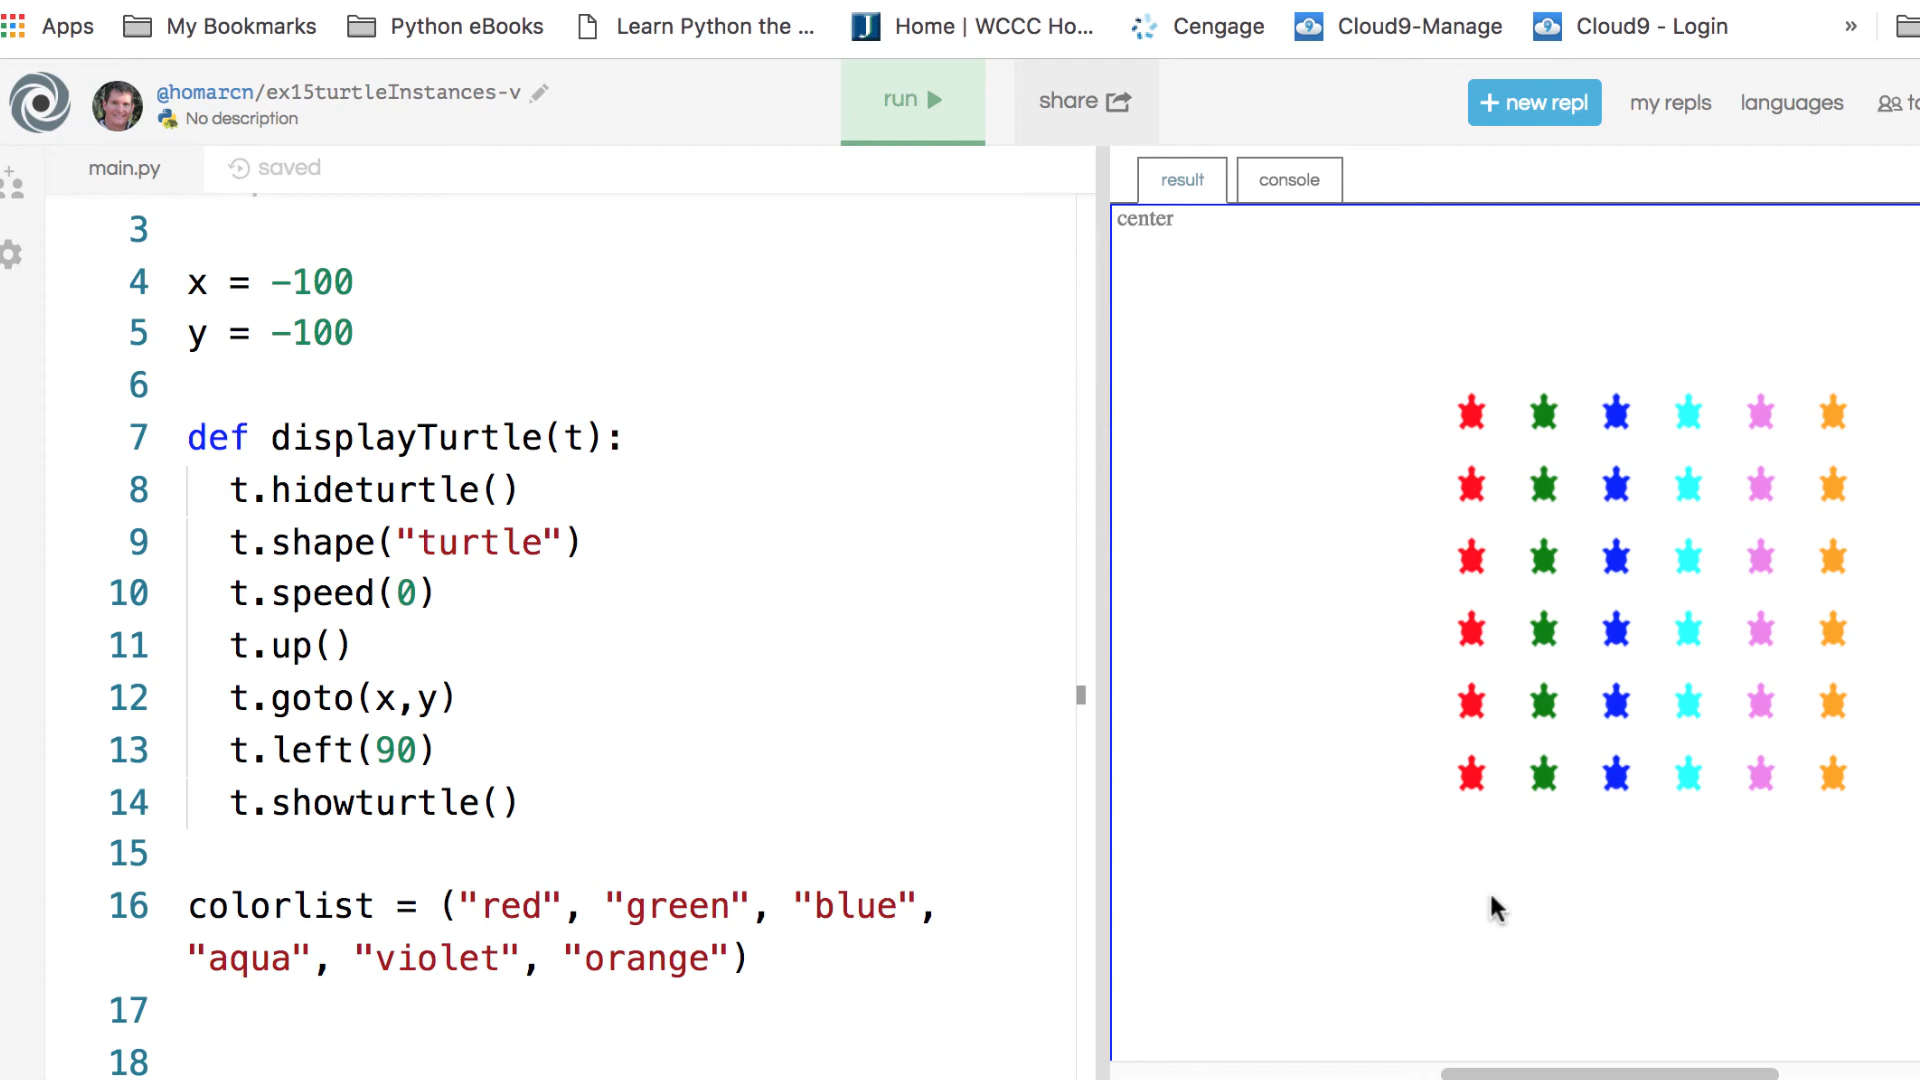 Apps My Bookmarks Python eBooks Learn Python the ... Home | WCCC Ho... Cengage Cloud9-Manage Cloud9 - Login »
@homarcn/ex15turtleInstances-v
No description
run share + new repl my repls languages
main.py saved
result console
center
3
4 x = -100
5 y = -100
6
7 def displayTurtle(t):
8 t.hideturtle()
9 t.shape("turtle")
10 t.speed(0)
11 t.up()
12 t.goto(x,y)
13 t.left(90)
14 t.showturtle()
15
16 colorlist = ("red", "green", "blue",
"aqua", "violet", "orange")
17
18